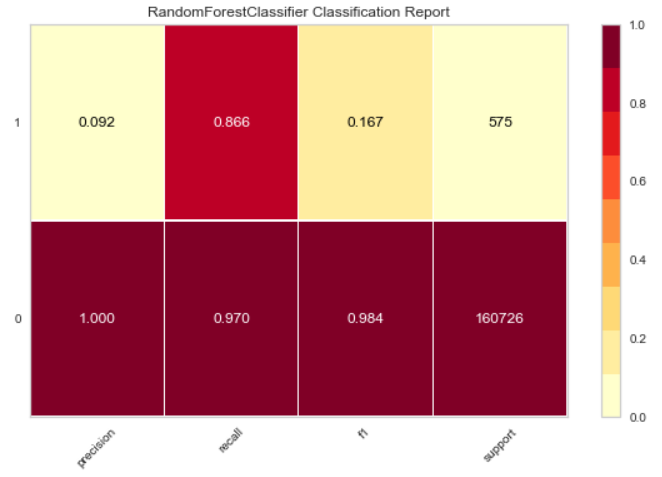 RandomForestClassifier Classification Report
1 0.092 0.866 0.167 575
0 1.000 0.970 0.984 160726
precision recall f1 support
1.0
0.8
0.6
0.4
0.2
0.0